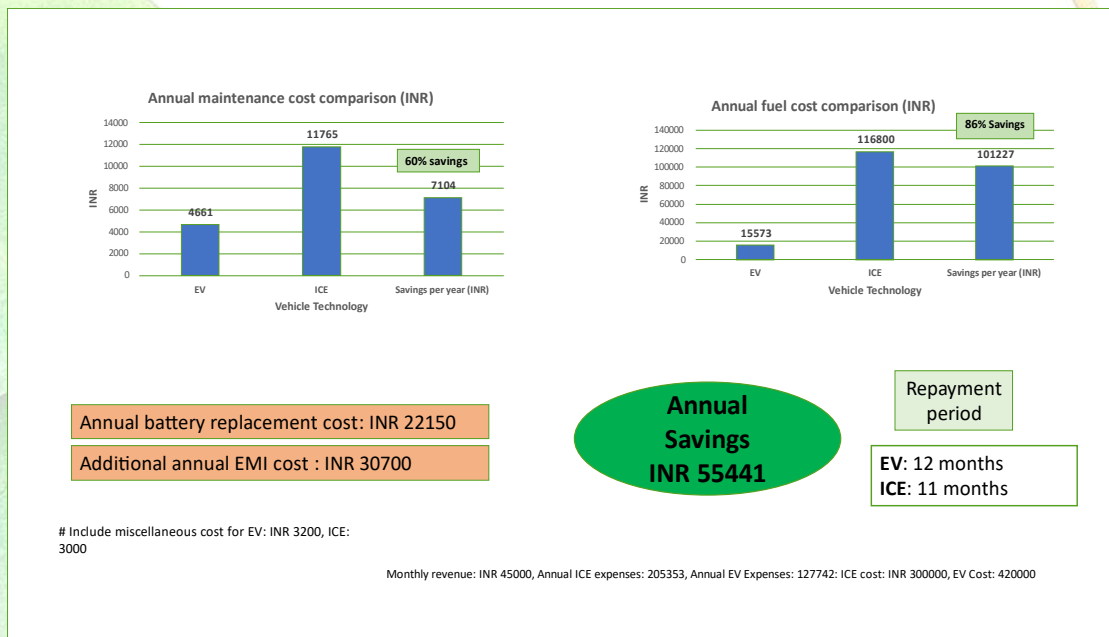 Annual maintenance cost comparison (INR)
14000
12000
10000
8000
6000
4000
2000
0
INR
4661
11765
7104
60% savings
EV
ICE
Savings per year (INR)
Vehicle Technology
Annual fuel cost comparison (INR)
86% Savings
140000
120000
100000
80000
60000
40000
20000
0
INR
15573
116800
101227
EV
ICE
Savings per year (INR)
Vehicle Technology
Annual battery replacement cost: INR 22150
Additional annual EMI cost : INR 30700
Annual
Savings
INR 55441
Repayment
period
EV: 12 months
ICE: 11 months
# Include miscellaneous cost for EV: INR 3200, ICE:
3000
Monthly revenue: INR 45000, Annual ICE expenses: 205353, Annual EV Expenses: 127742: ICE cost: INR 300000, EV Cost: 420000